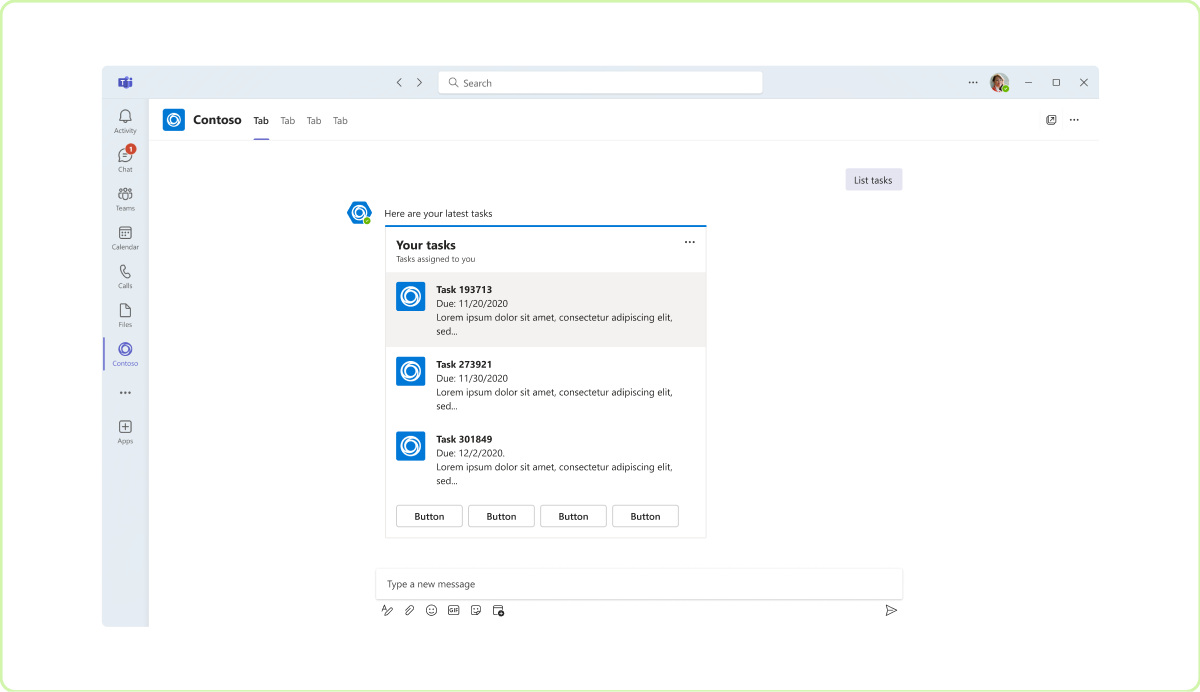 Search
Activity
1
Chat
Teams
Calendar
Calls
Files
Contoso
Apps
Contoso Tab Tab Tab Tab
List tasks
Here are your latest tasks
Your tasks
Tasks assigned to you
Task 193713
Due: 11/20/2020
Lorem ipsum dolor sit amet, consectetur adipiscing elit,
sed...
Task 273921
Due: 11/30/2020
Lorem ipsum dolor sit amet, consectetur adipiscing elit,
sed...
Task 301849
Due: 12/2/2020.
Lorem ipsum dolor sit amet, consectetur adipiscing elit,
sed...
Button Button Button Button
Type a new message
GIF